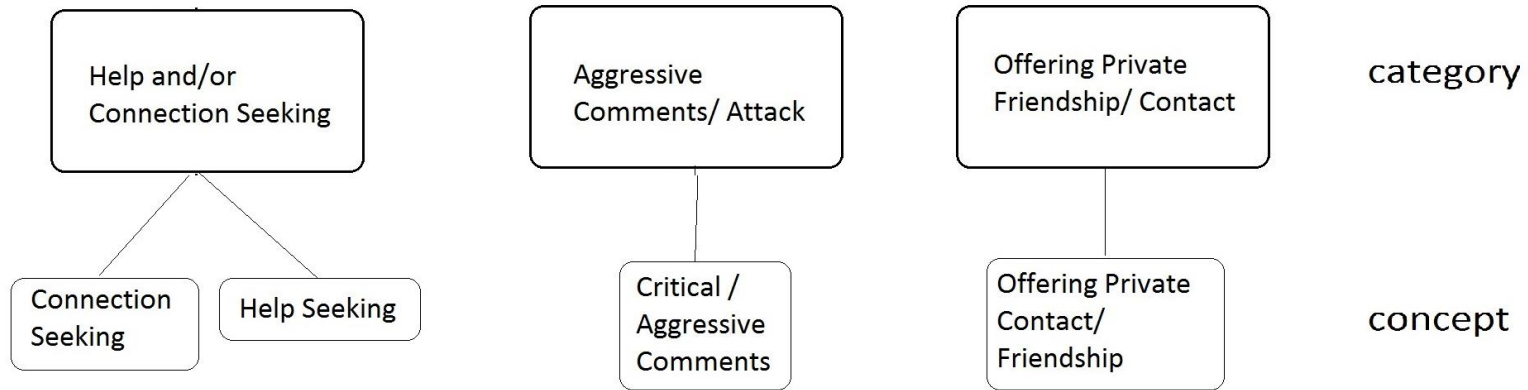 Help and/or
Connection Seeking
Aggressive
Comments/ Attack
Offering Private
Friendship/ Contact
category
Connection
Seeking
Help Seeking
Critical /
Aggressive
Comments
Offering Private
Contact/
Friendship
concept